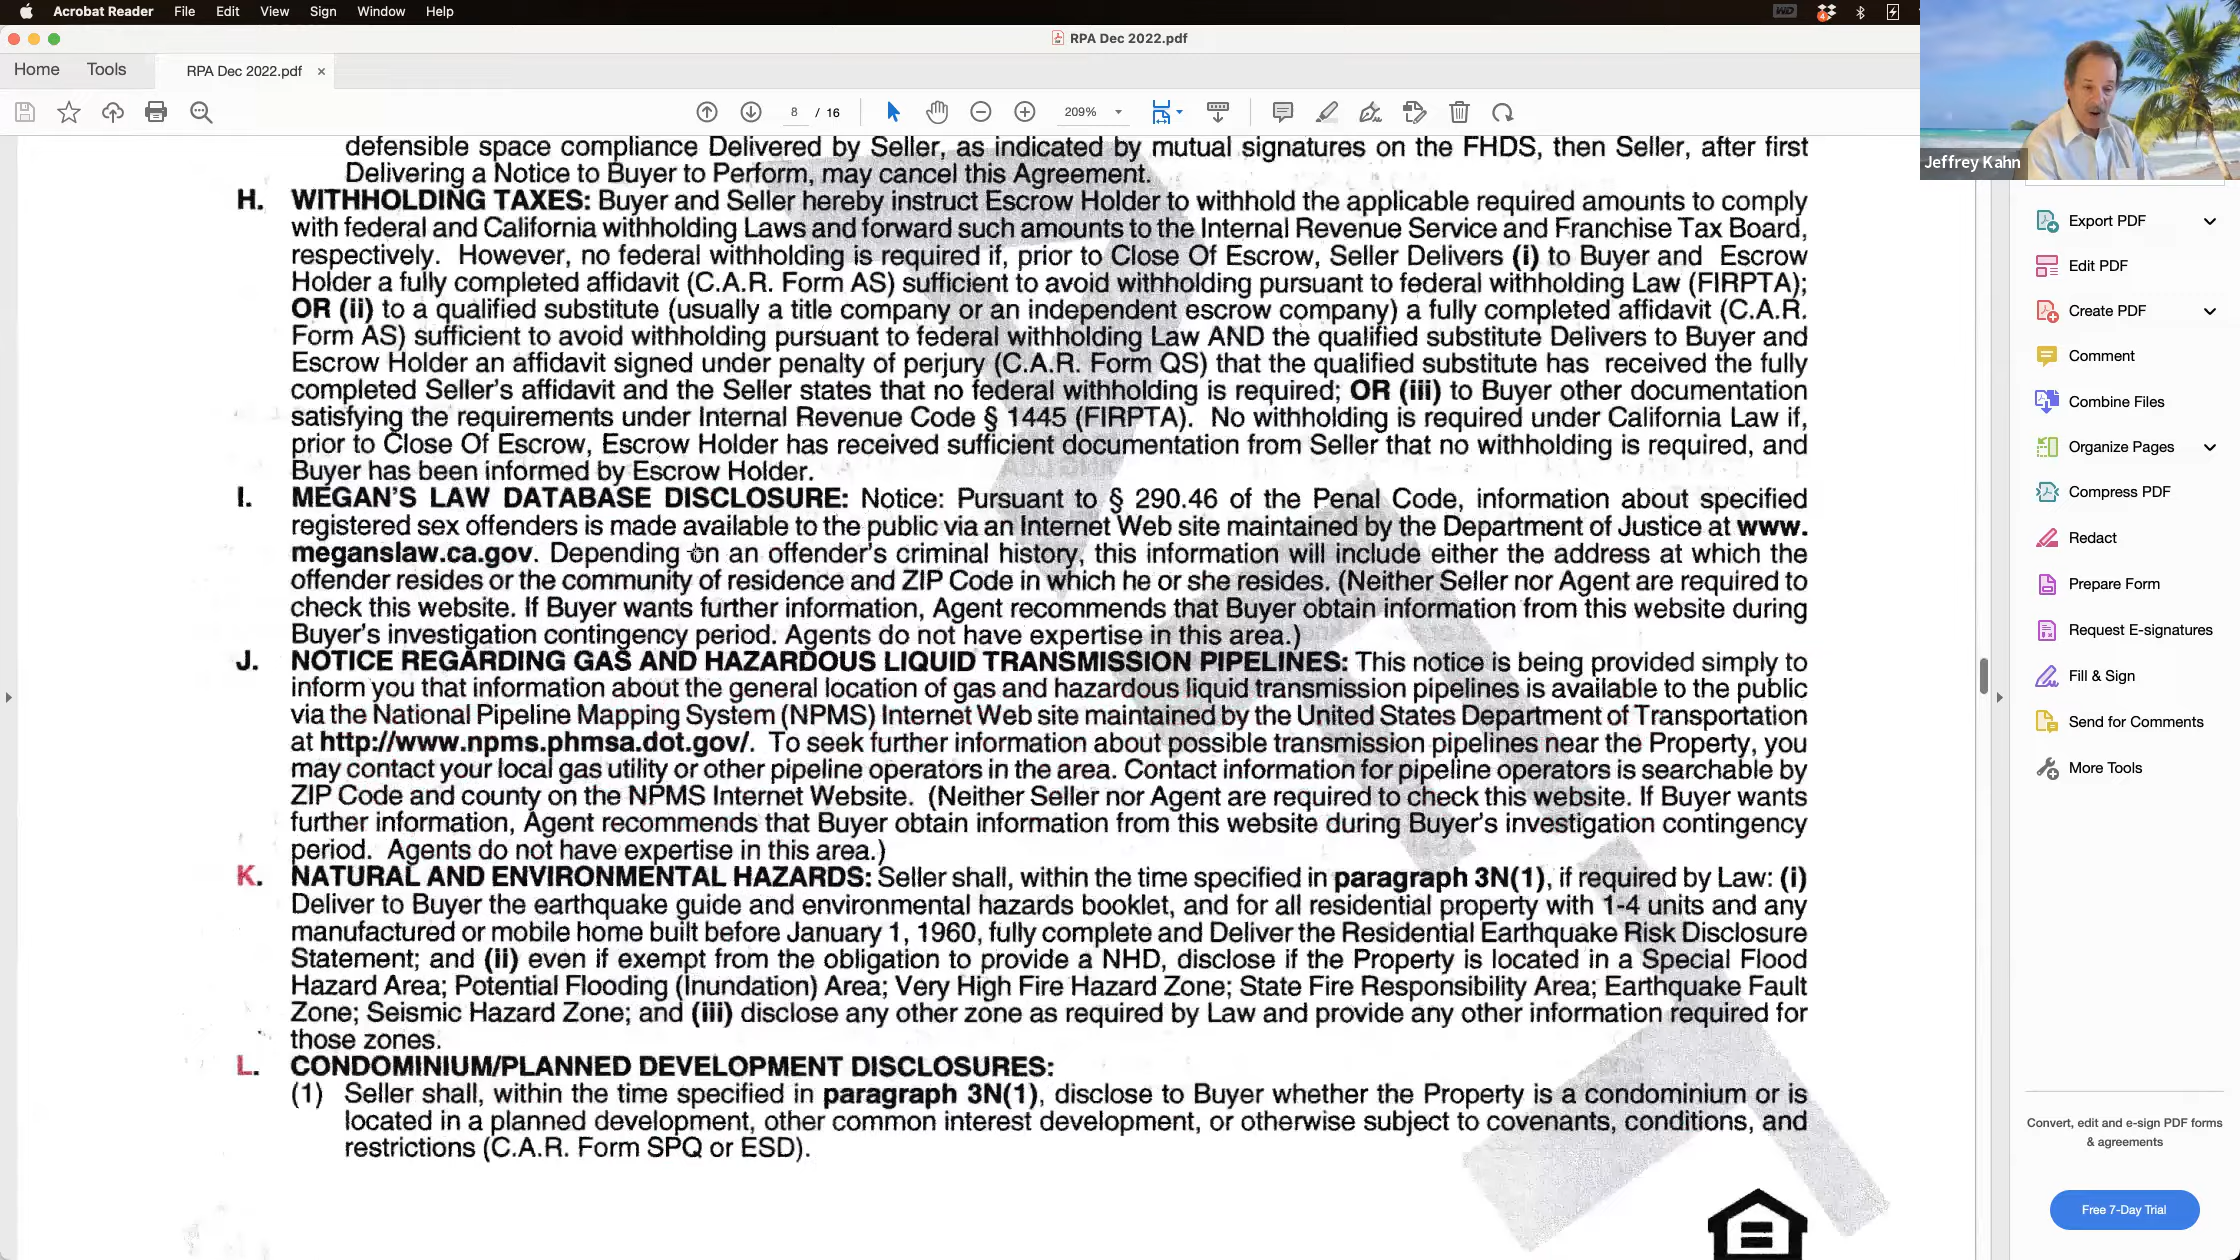 Acrobat Reader File Edit View Sign Window Help
RPA Dec 2022.pdf
Home Tools RPA Dec 2022.pdf ×
8 / 16 209%
Jeffrey Kahn
defensible space compliance Delivered by Seller, as indicated by mutual signatures on the FHDS, then Seller, after first
Delivering a Notice to Buyer to Perform, may cancel this Agreement.
H. WITHHOLDING TAXES: Buyer and Seller hereby instruct Escrow Holder to withhold the applicable required amounts to comply
with federal and California withholding Laws and forward such amounts to the Internal Revenue Service and Franchise Tax Board,
respectively. However, no federal withholding is required if, prior to Close Of Escrow, Seller Delivers (i) to Buyer and Escrow
Holder a fully completed affidavit (C.A.R. Form AS) sufficient to avoid withholding pursuant to federal withholding Law (FIRPTA);
OR (ii) to a qualified substitute (usually a title company or an independent escrow company) a fully completed affidavit (C.A.R.
Form AS) sufficient to avoid withholding pursuant to federal withholding Law AND the qualified substitute Delivers to Buyer and
Escrow Holder an affidavit signed under penalty of perjury (C.A.R. Form QS) that the qualified substitute has received the fully
completed Seller's affidavit and the Seller states that no federal withholding is required; OR (iii) to Buyer other documentation
satisfying the requirements under Internal Revenue Code § 1445 (FIRPTA). No withholding is required under California Law if,
prior to Close Of Escrow, Escrow Holder has received sufficient documentation from Seller that no withholding is required, and
Buyer has been informed by Escrow Holder.
I. MEGAN'S LAW DATABASE DISCLOSURE: Notice: Pursuant to § 290.46 of the Penal Code, information about specified
registered sex offenders is made available to the public via an Internet Web site maintained by the Department of Justice at www.
meganslaw.ca.gov. Depending on an offender's criminal history, this information will include either the address at which the
offender resides or the community of residence and ZIP Code in which he or she resides. (Neither Seller nor Agent are required to
check this website. If Buyer wants further information, Agent recommends that Buyer obtain information from this website during
Buyer's investigation contingency period. Agents do not have expertise in this area.)
J. NOTICE REGARDING GAS AND HAZARDOUS LIQUID TRANSMISSION PIPELINES: This notice is being provided simply to
inform you that information about the general location of gas and hazardous liquid transmission pipelines is available to the public
via the National Pipeline Mapping System (NPMS) Internet Web site maintained by the United States Department of Transportation
at http://www.npms.phmsa.dot.gov/. To seek further information about possible transmission pipelines near the Property, you
may contact your local gas utility or other pipeline operators in the area. Contact information for pipeline operators is searchable by
ZIP Code and county on the NPMS Internet Website. (Neither Seller nor Agent are required to check this website. If Buyer wants
further information, Agent recommends that Buyer obtain information from this website during Buyer's investigation contingency
period. Agents do not have expertise in this area.)
K. NATURAL AND ENVIRONMENTAL HAZARDS: Seller shall, within the time specified in paragraph 3N(1), if required by Law: (i)
Deliver to Buyer the earthquake guide and environmental hazards booklet, and for all residential property with 1-4 units and any
manufactured or mobile home built before January 1, 1960, fully complete and Deliver the Residential Earthquake Risk Disclosure
Statement; and (ii) even if exempt from the obligation to provide a NHD, disclose if the Property is located in a Special Flood
Hazard Area; Potential Flooding (Inundation) Area; Very High Fire Hazard Zone; State Fire Responsibility Area; Earthquake Fault
Zone; Seismic Hazard Zone; and (iii) disclose any other zone as required by Law and provide any other information required for
those zones.
L. CONDOMINIUM/PLANNED DEVELOPMENT DISCLOSURES:
(1) Seller shall, within the time specified in paragraph 3N(1), disclose to Buyer whether the Property is a condominium or is
located in a planned development, other common interest development, or otherwise subject to covenants, conditions, and
restrictions (C.A.R. Form SPQ or ESD).
Export PDF
Edit PDF
Create PDF
Comment
Combine Files
Organize Pages
Compress PDF
Redact
Prepare Form
Request E-signatures
Fill & Sign
Send for Comments
More Tools
Convert, edit and e-sign PDF forms
& agreements
Free 7-Day Trial